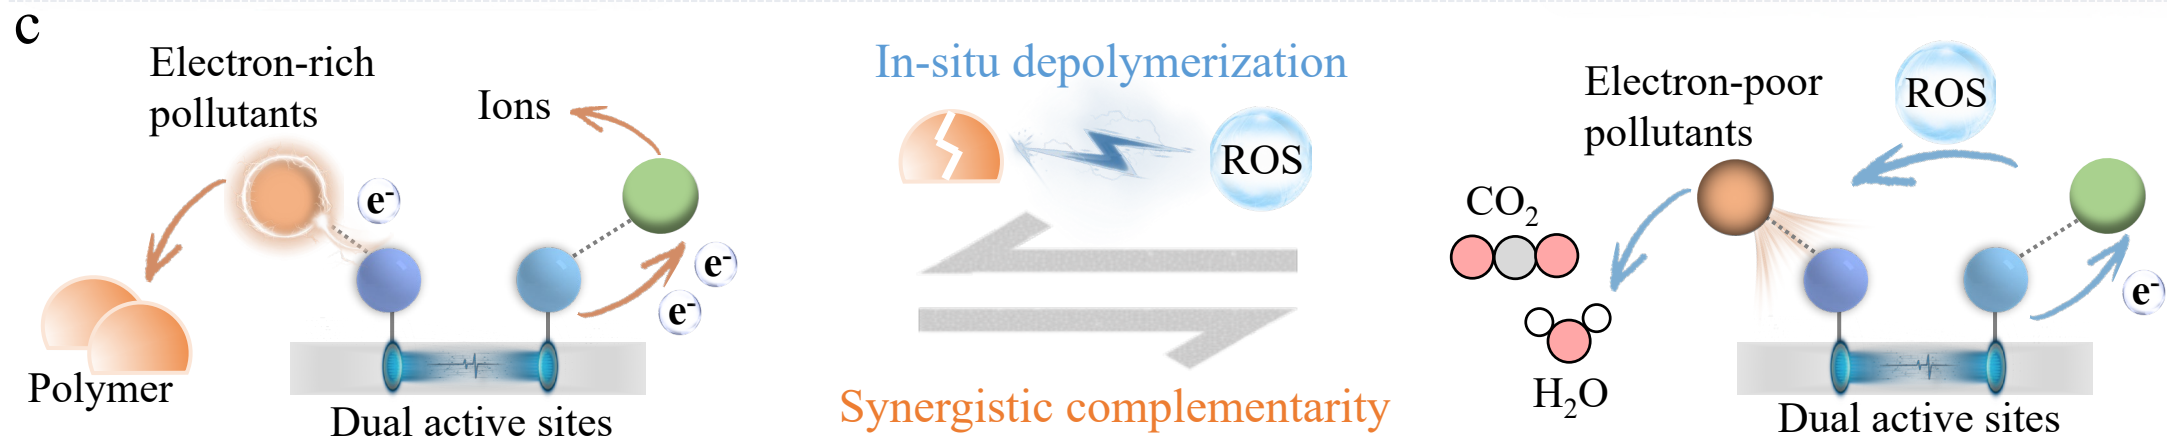 c
Electron-rich
pollutants
Ions
e⁻
e⁻
e⁻
Polymer
Dual active sites
In-situ depolymerization
ROS
Synergistic complementarity
Electron-poor
pollutants
ROS
CO₂
H₂O
e⁻
Dual active sites